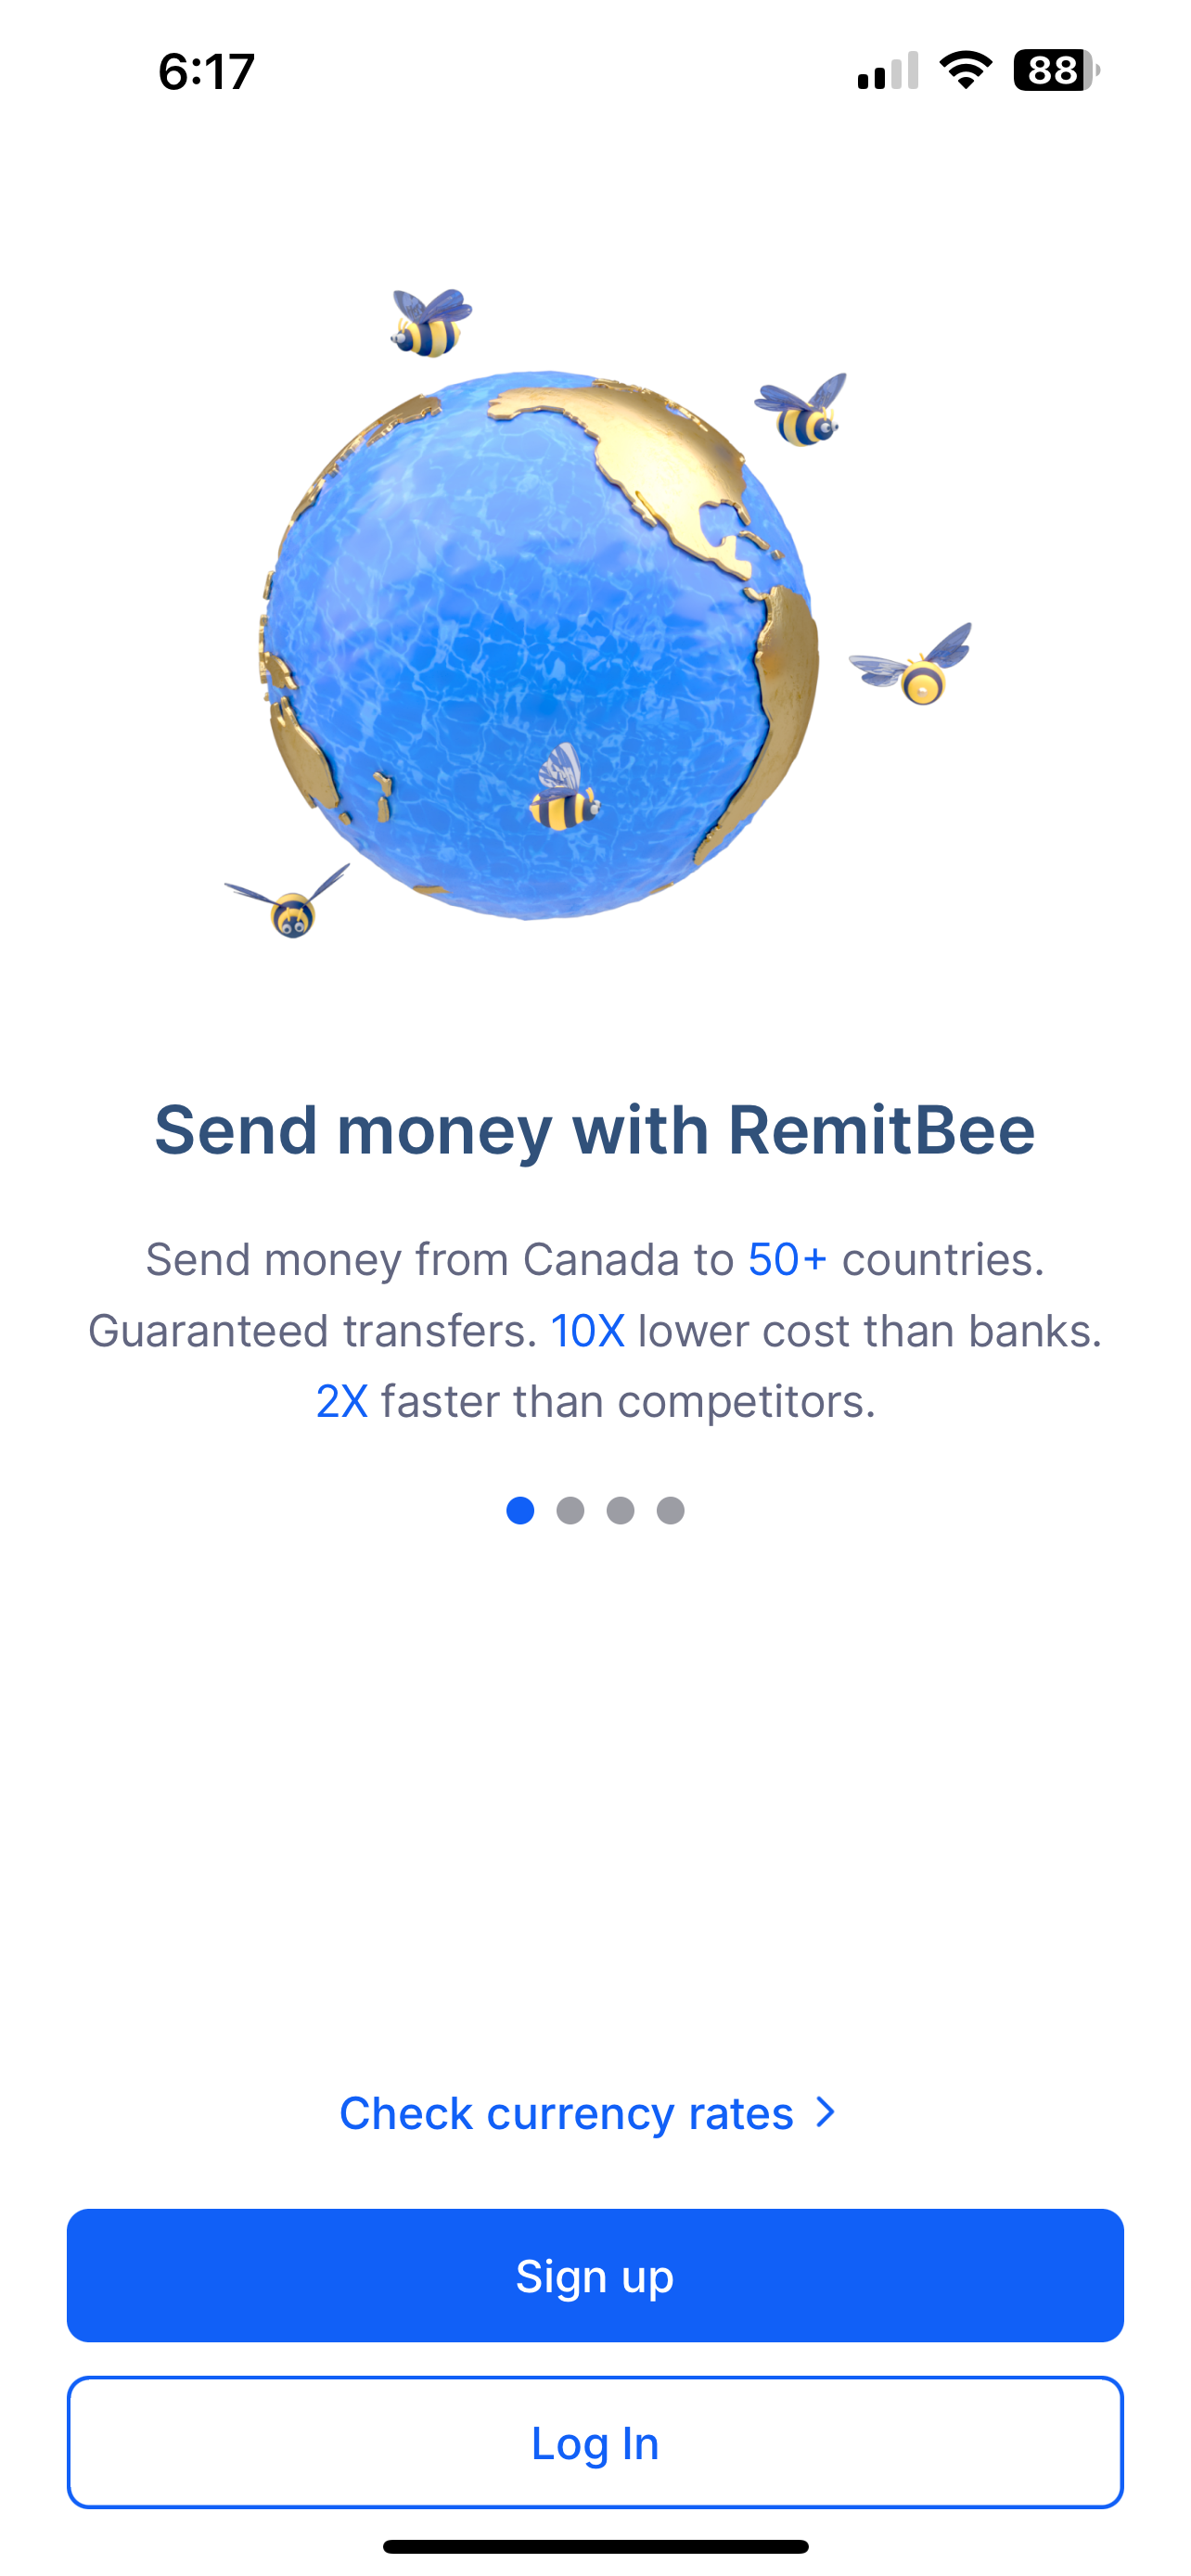 6:17
88
Send money with RemitBee
Send money from Canada to 50+ countries.
Guaranteed transfers. 10X lower cost than banks.
2X faster than competitors.
Check currency rates >
Sign up
Log In